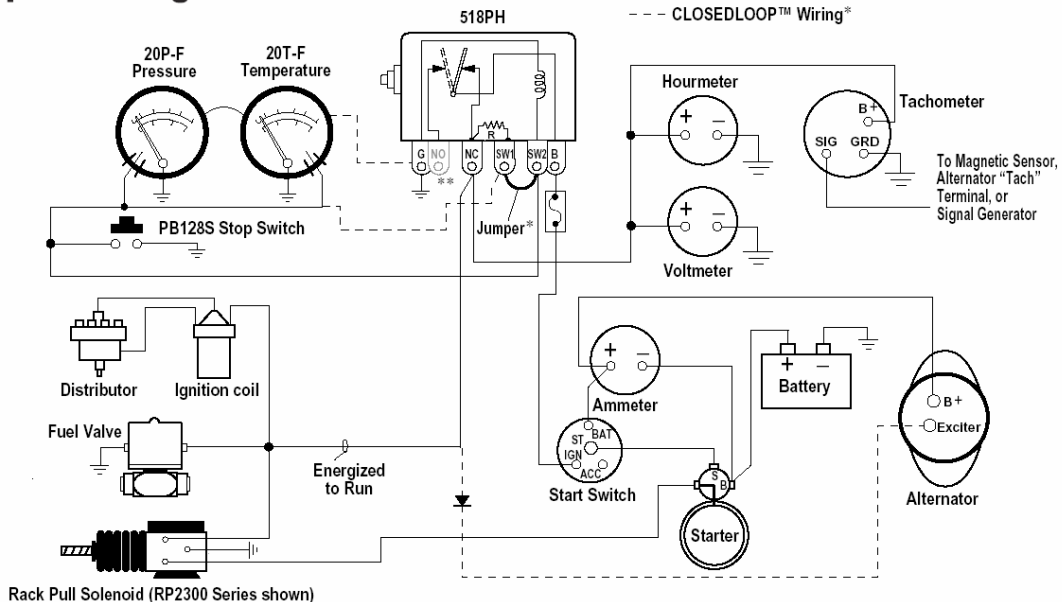 518PH
--- CLOSEDLOOP™ Wiring*
20P-F
Pressure
20T-F
Temperature
Hourmeter
+ −
B+
Tachometer
SIG GRD
R
G NO NC SW1 SW2 B
**
Jumper*
To Magnetic Sensor,
Alternator "Tach"
Terminal, or
Signal Generator
PB128S Stop Switch
+ −
Voltmeter
Distributor
Ignition coil
+ −
Ammeter
+ −
Battery
B+
Exciter
Alternator
Fuel Valve
Energized
to Run
ST BAT
IGN
ACC
Start Switch
S
B
Starter
Rack Pull Solenoid (RP2300 Series shown)